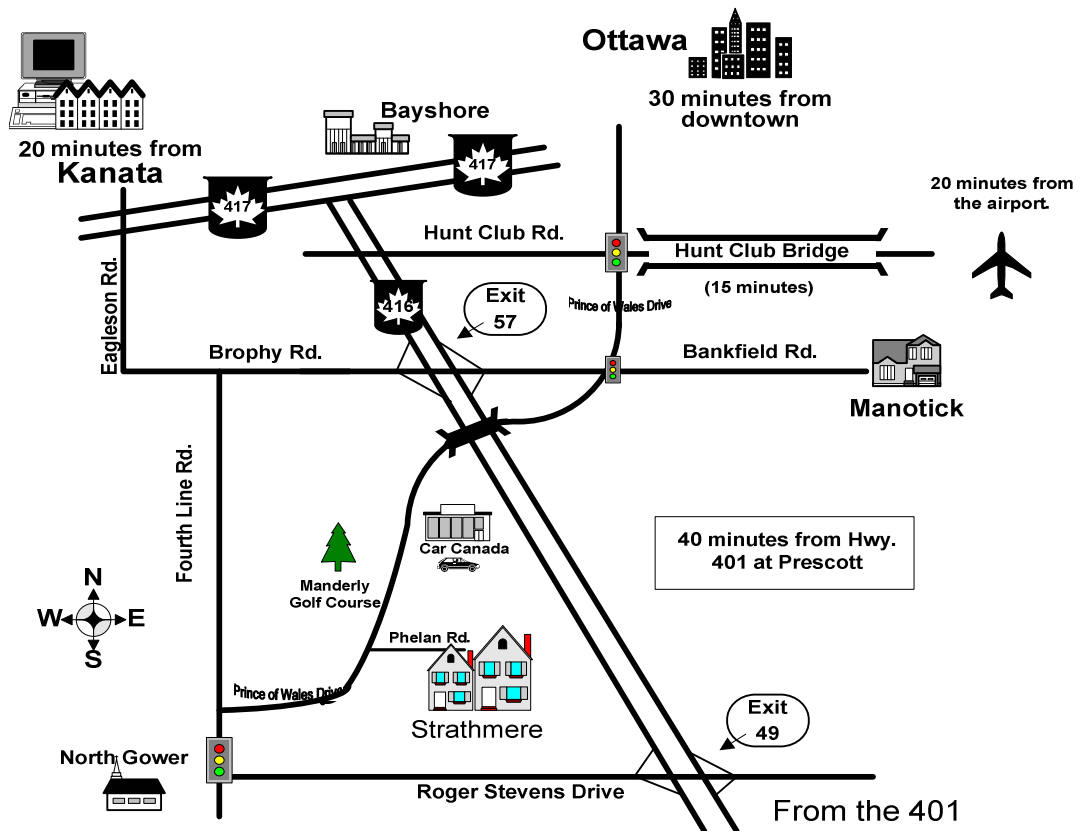 Ottawa
30 minutes from
downtown
20 minutes from
Kanata
Bayshore
417
417
20 minutes from
the airport.
Hunt Club Rd.
Hunt Club Bridge
(15 minutes)
Eagleson Rd.
416
Exit
57
Prince of Wales Drive
Brophy Rd.
Bankfield Rd.
Manotick
Fourth Line Rd.
Car Canada
40 minutes from Hwy.
401 at Prescott
Manderly
Golf Course
N
W
E
S
Phelan Rd.
Prince of Wales Drive
Strathmere
Exit
49
North Gower
Roger Stevens Drive
From the 401